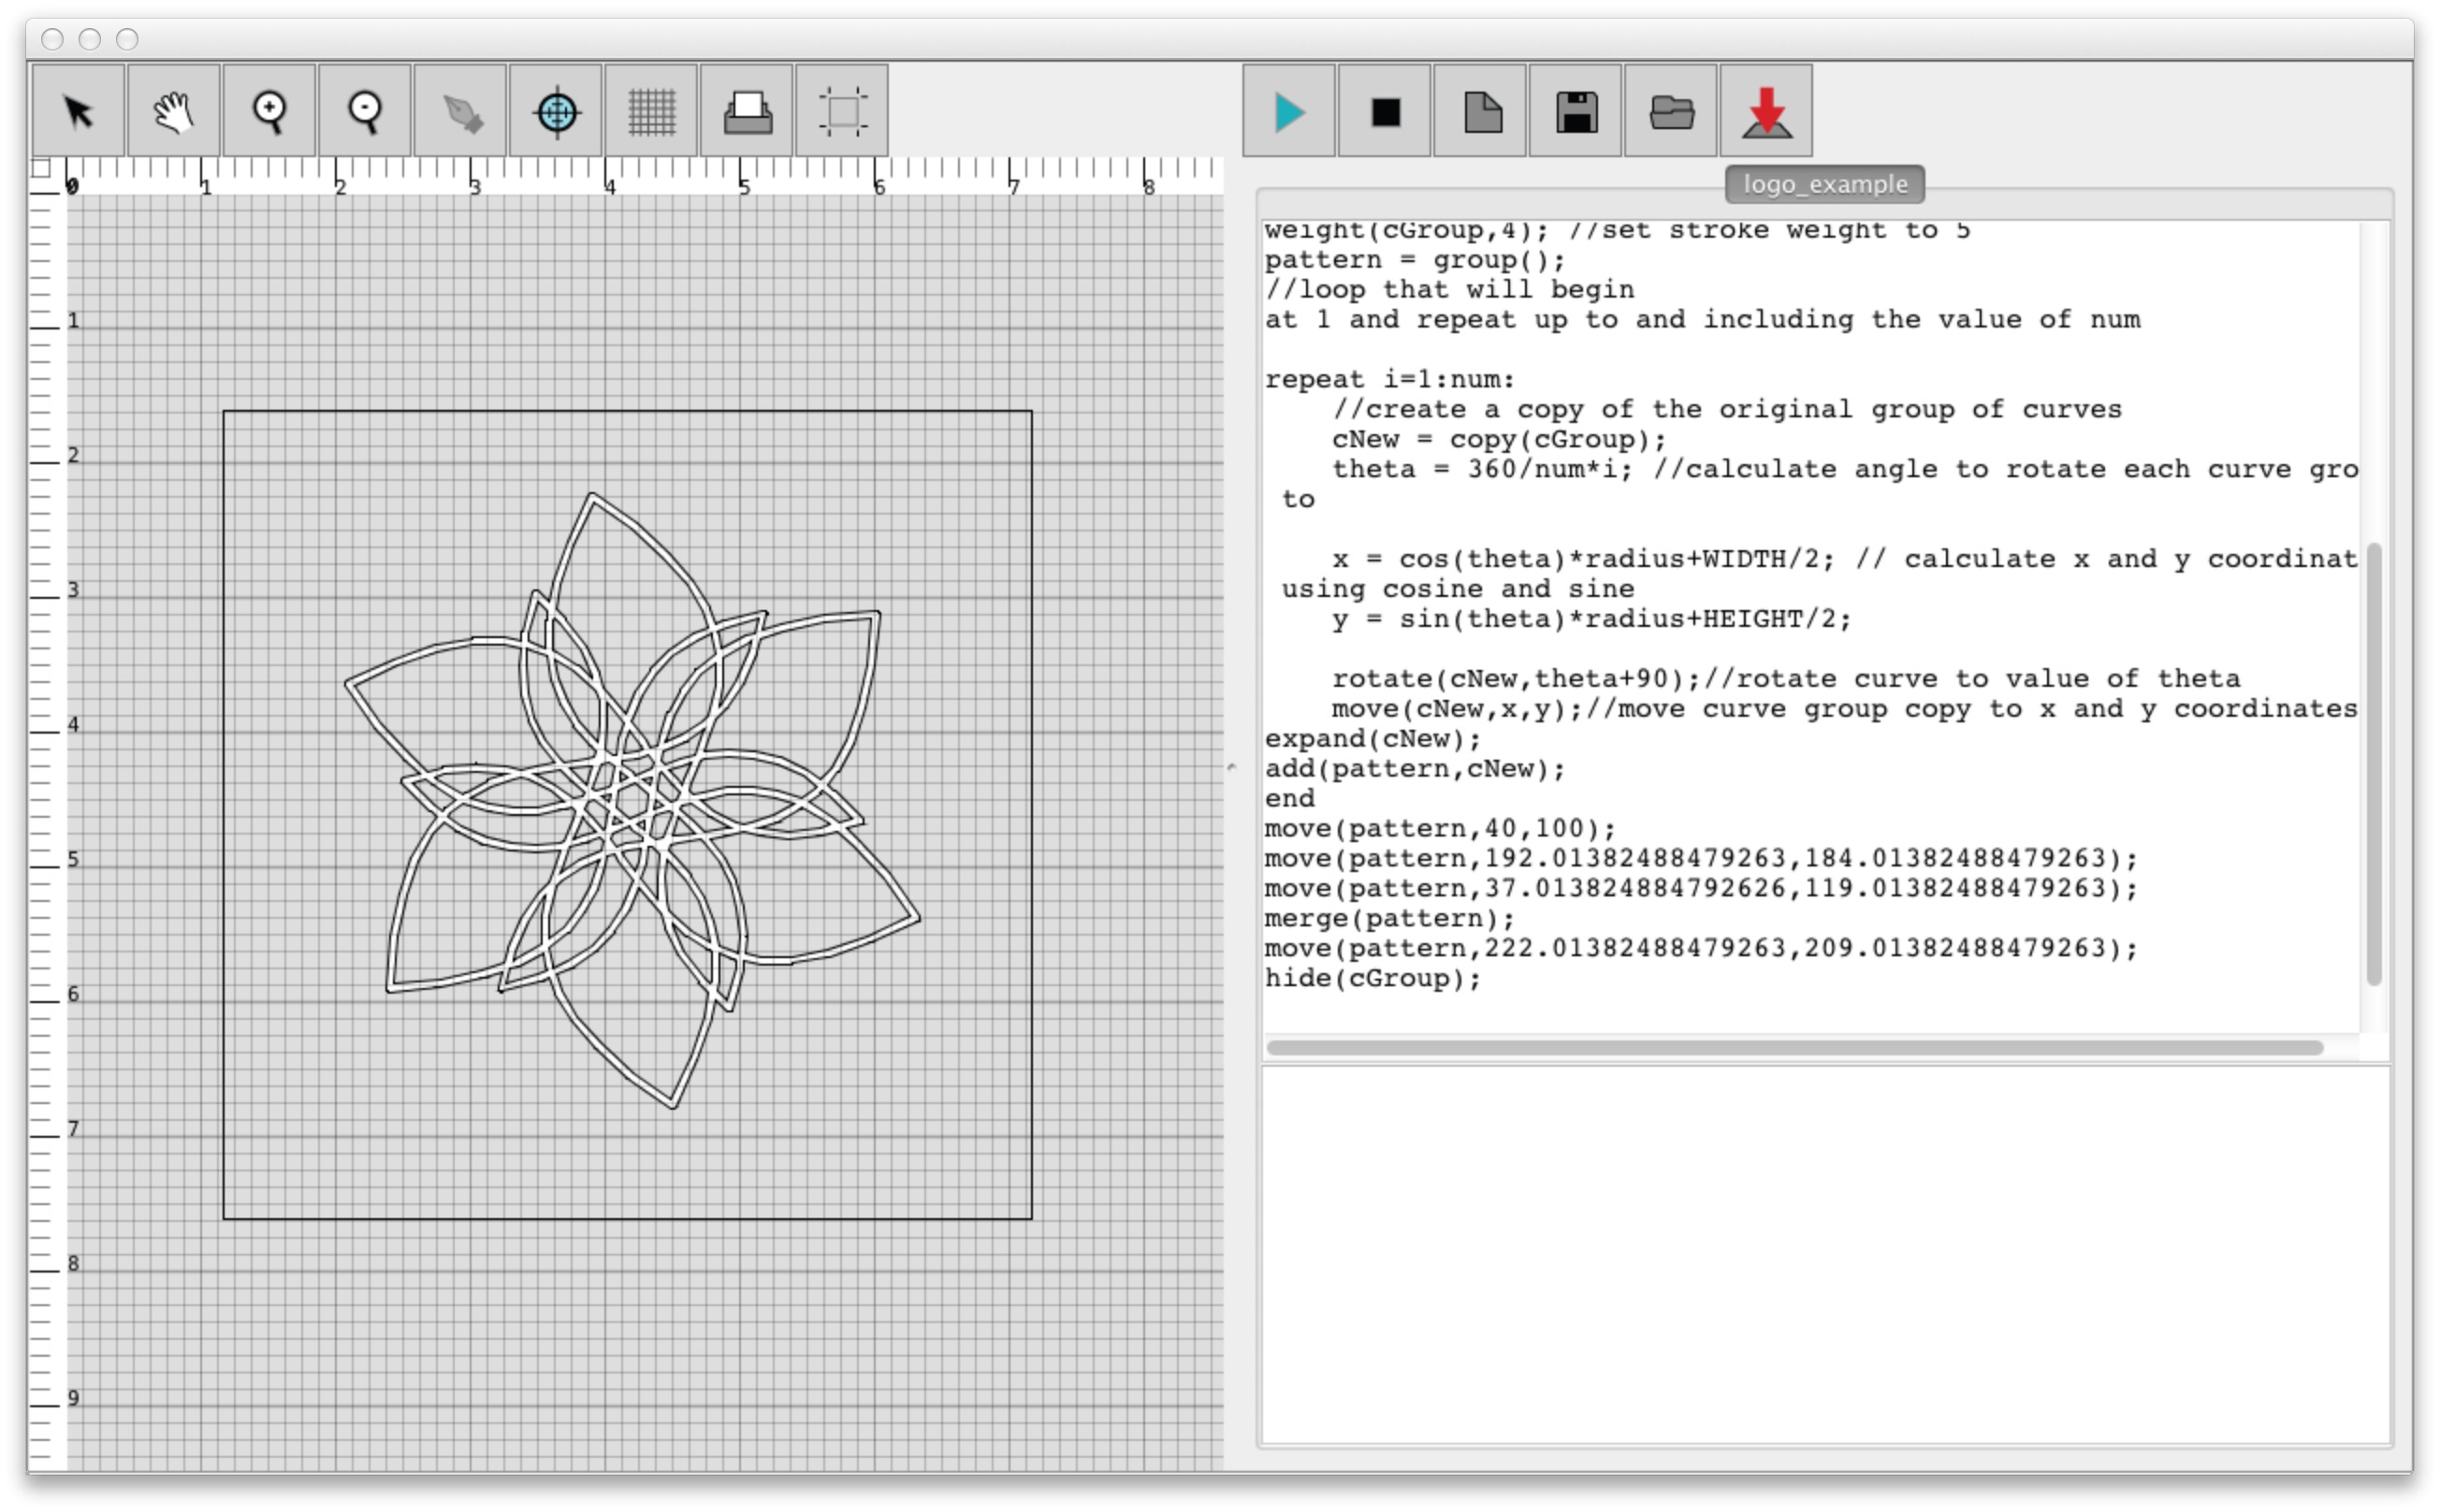 0 1 2 3 4 5 6 7 8
1
2
3
4
5
6
7
8
9
logo_example
weight(cGroup,4); //set stroke weight to 5
pattern = group();
//loop that will begin
at 1 and repeat up to and including the value of num
repeat i=1:num:
//create a copy of the original group of curves
cNew = copy(cGroup);
theta = 360/num*i; //calculate angle to rotate each curve gro
to
x = cos(theta)*radius+WIDTH/2; // calculate x and y coordinat
using cosine and sine
y = sin(theta)*radius+HEIGHT/2;
rotate(cNew,theta+90);//rotate curve to value of theta
move(cNew,x,y);//move curve group copy to x and y coordinates
expand(cNew);
add(pattern,cNew);
end
move(pattern,40,100);
move(pattern,192.01382488479263,184.01382488479263);
move(pattern,37.013824884792626,119.01382488479263);
merge(pattern);
move(pattern,222.01382488479263,209.01382488479263);
hide(cGroup);